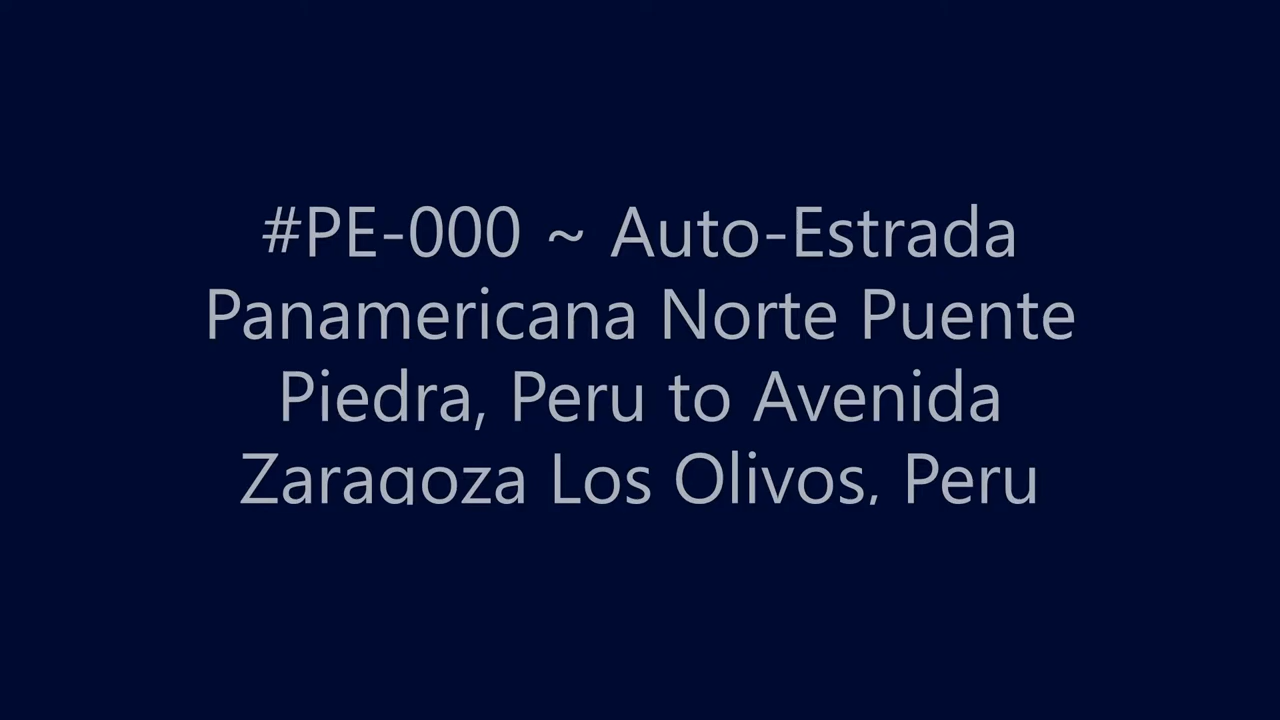 #PE-000 ~ Auto-Estrada
Panamericana Norte Puente
Piedra, Peru to Avenida
Zaragoza Los Olivos, Peru